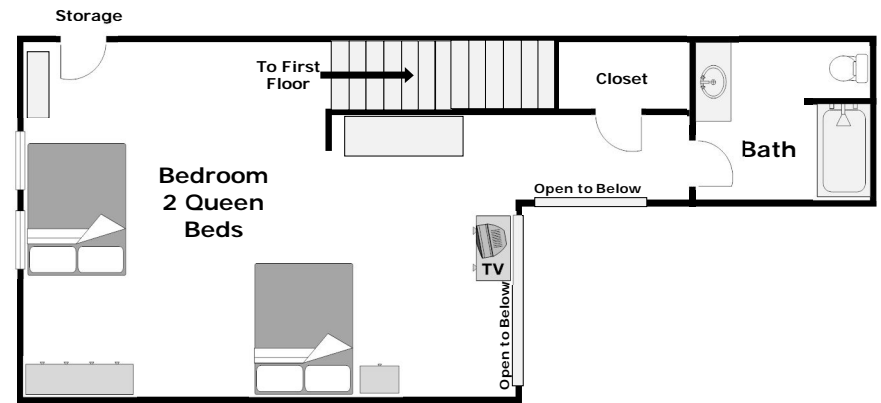 Storage
To First
Floor
Closet
Bath
Bedroom
2 Queen
Beds
Open to Below
TV
Open to Below